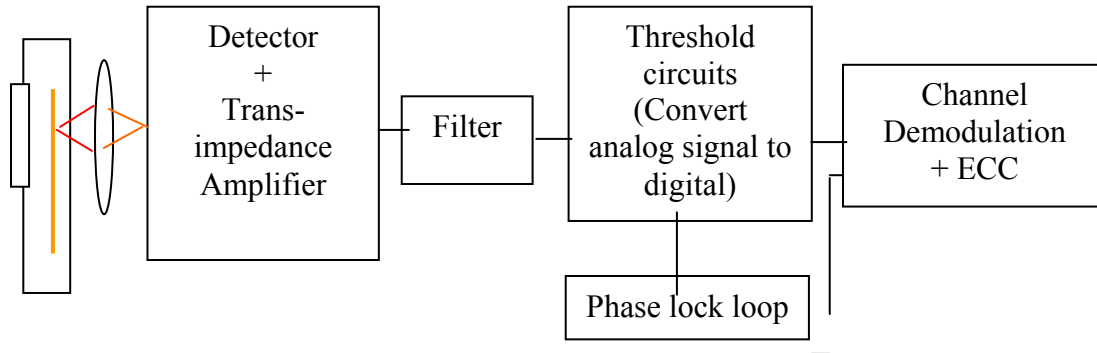 Detector
+
Trans-
impedance
Amplifier
Filter
Threshold
circuits
(Convert
analog signal to
digital)
Channel
Demodulation
+ ECC
Phase lock loop